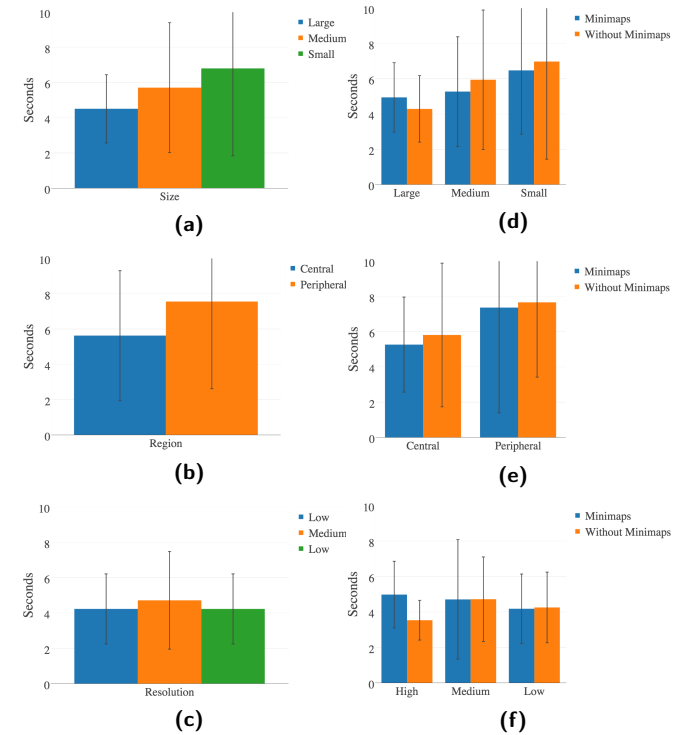 10
8
6
4
2
0
Seconds
Size
Large
Medium
Small
(a)
10
8
6
4
2
0
Seconds
Large
Medium
Small
Minimaps
Without Minimaps
(d)
10
8
6
4
2
0
Seconds
Region
Central
Peripheral
(b)
10
8
6
4
2
0
Seconds
Central
Peripheral
Minimaps
Without Minimaps
(e)
10
8
6
4
2
0
Seconds
Resolution
Low
Medium
Low
(c)
10
8
6
4
2
0
Seconds
High
Medium
Low
Minimaps
Without Minimaps
(f)